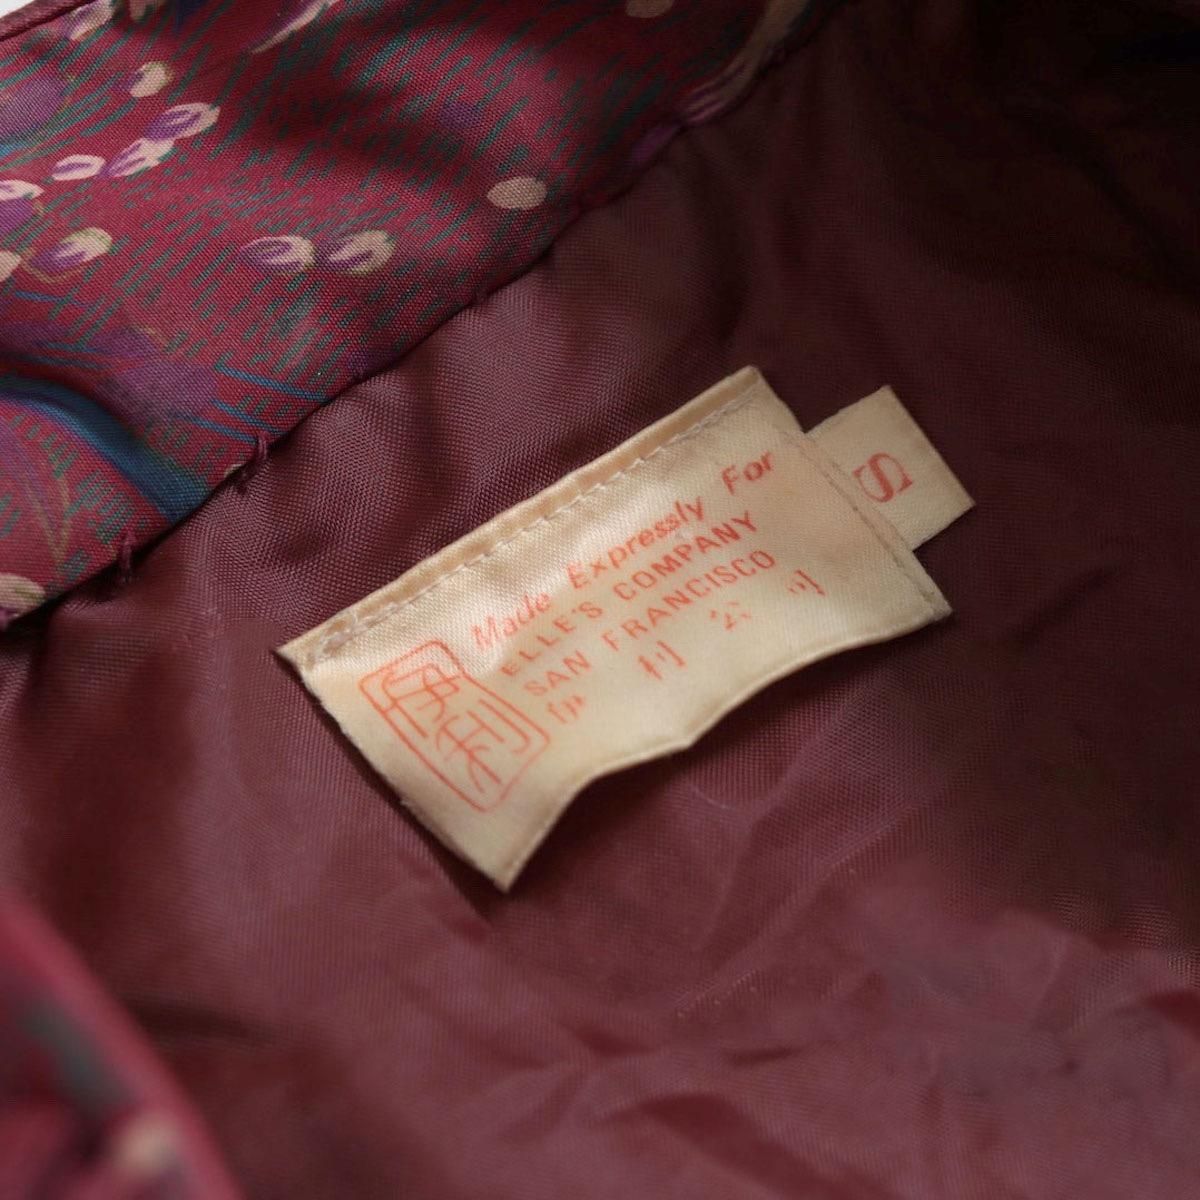 Made Expressly For
ELLE'S COMPANY
SAN FRANCISCO
S